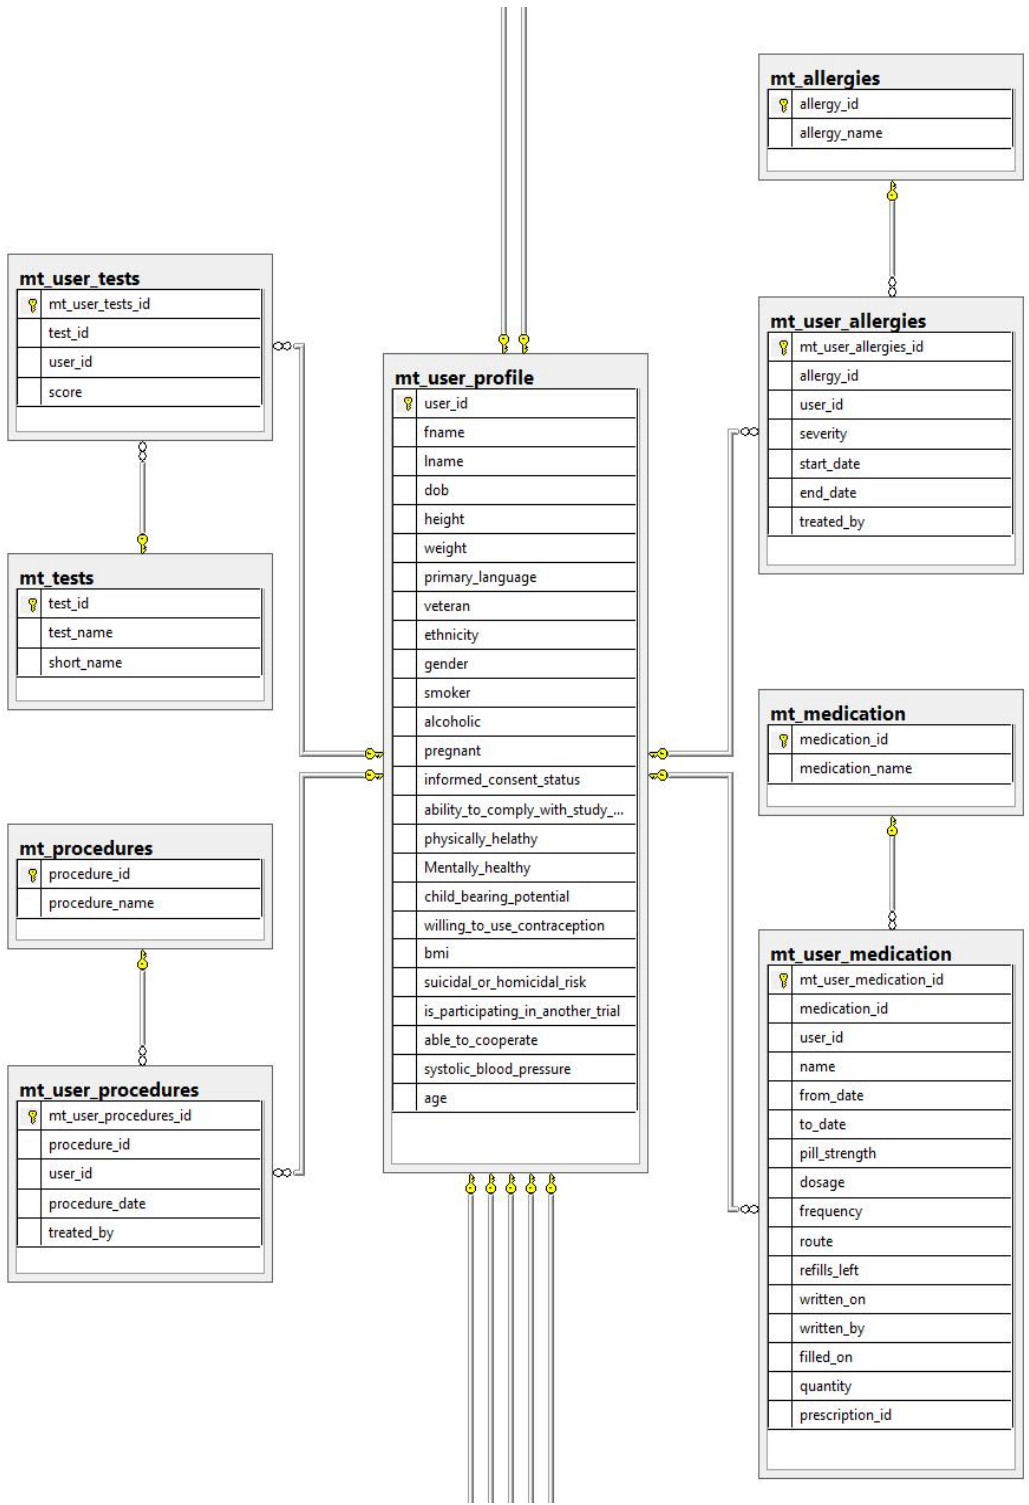 mt_allergies
allergy_id
allergy_name
mt_user_tests
mt_user_tests_id
test_id
user_id
score
mt_user_allergies
mt_user_allergies_id
allergy_id
user_id
severity
start_date
end_date
treated_by
mt_user_profile
user_id
fname
lname
dob
height
weight
primary_language
veteran
ethnicity
gender
smoker
alcoholic
pregnant
informed_consent_status
ability_to_comply_with_study_...
physically_helathy
Mentally_healthy
child_bearing_potential
willing_to_use_contraception
bmi
suicidal_or_homicidal_risk
is_participating_in_another_trial
able_to_cooperate
systolic_blood_pressure
age
mt_tests
test_id
test_name
short_name
mt_medication
medication_id
medication_name
mt_procedures
procedure_id
procedure_name
mt_user_medication
mt_user_medication_id
medication_id
user_id
name
from_date
to_date
pill_strength
dosage
frequency
route
refills_left
written_on
written_by
filled_on
quantity
prescription_id
mt_user_procedures
mt_user_procedures_id
procedure_id
user_id
procedure_date
treated_by